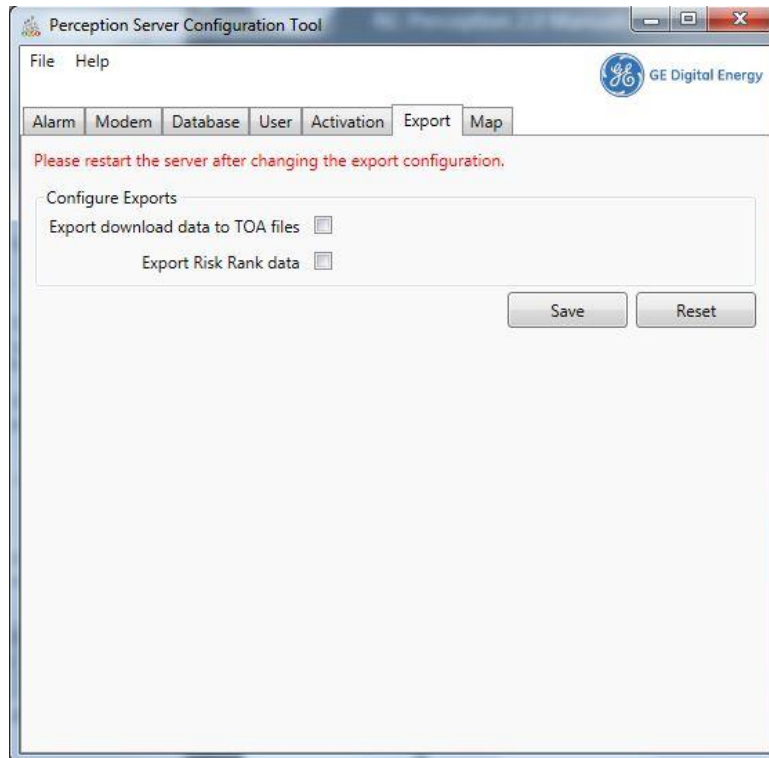 Perception Server Configuration Tool
File Help
GE Digital Energy
Alarm Modem Database User Activation Export Map
Please restart the server after changing the export configuration.
Configure Exports
Export download data to TOA files
Export Risk Rank data
Save Reset